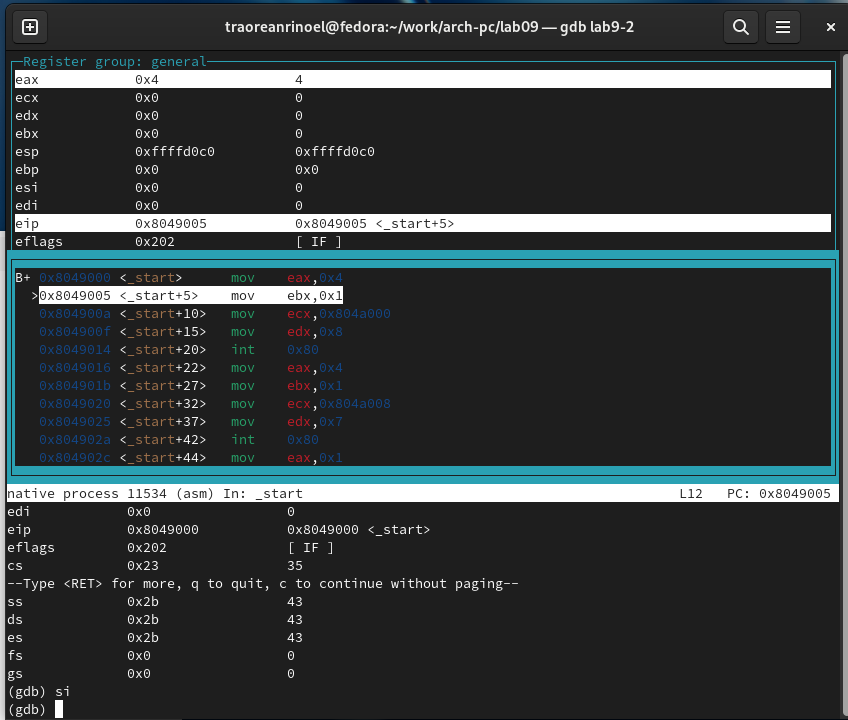 traoreanrinoel@fedora:~/work/arch-pc/lab09 — gdb lab9-2
Register group: general
eax 0x4 4
ecx 0x0 0
edx 0x0 0
ebx 0x0 0
esp 0xffffd0c0 0xffffd0c0
ebp 0x0 0x0
esi 0x0 0
edi 0x0 0
eip 0x8049005 0x8049005 <_start+5>
eflags 0x202 [ IF ]
B+ 0x8049000 <_start> mov eax,0x4
>0x8049005 <_start+5> mov ebx,0x1
0x804900a <_start+10> mov ecx,0x804a000
0x804900f <_start+15> mov edx,0x8
0x8049014 <_start+20> int 0x80
0x8049016 <_start+22> mov eax,0x4
0x804901b <_start+27> mov ebx,0x1
0x8049020 <_start+32> mov ecx,0x804a008
0x8049025 <_start+37> mov edx,0x7
0x804902a <_start+42> int 0x80
0x804902c <_start+44> mov eax,0x1
native process 11534 (asm) In: _start L12 PC: 0x8049005
edi 0x0 0
eip 0x8049000 0x8049000 <_start>
eflags 0x202 [ IF ]
cs 0x23 35
--Type <RET> for more, q to quit, c to continue without paging--
ss 0x2b 43
ds 0x2b 43
es 0x2b 43
fs 0x0 0
gs 0x0 0
(gdb) si
(gdb)